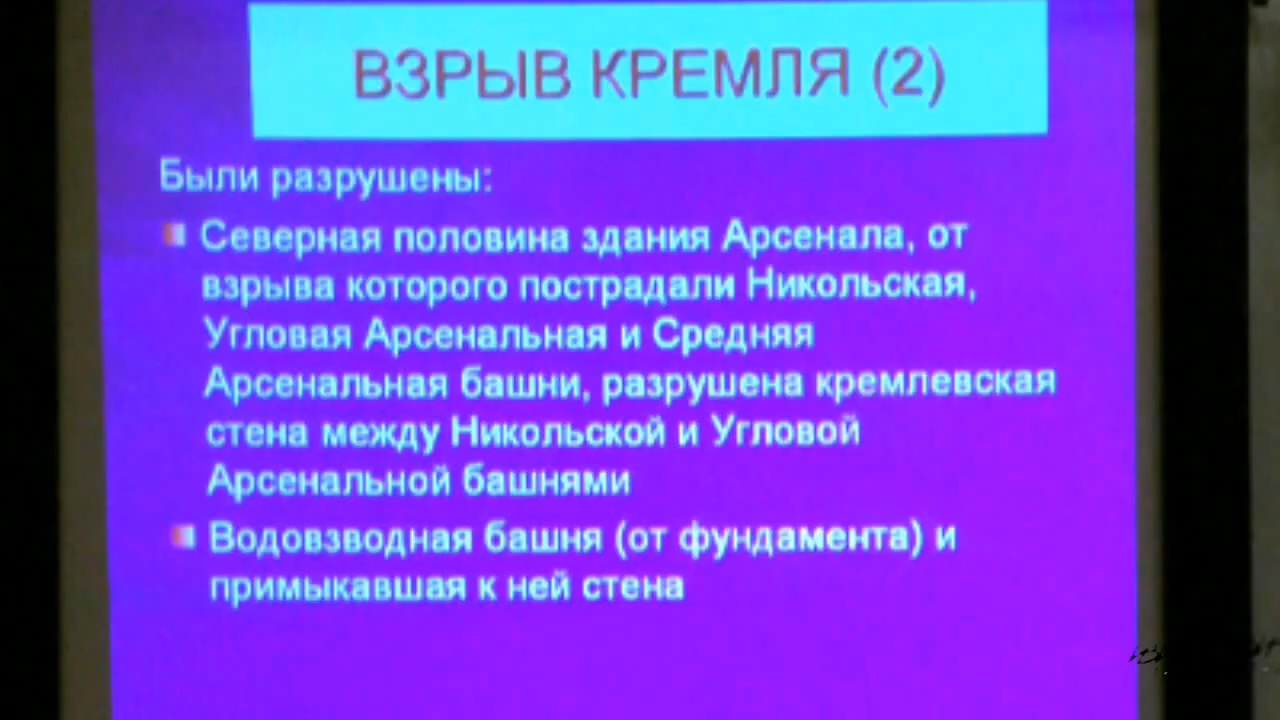 ВЗРЫВ КРЕМЛЯ (2)
Были разрушены:
Северная половина здания Арсенала, от
взрыва которого пострадали Никольская,
Угловая Арсенальная и Средняя
Арсенальная башни, разрушена кремлевская
стена между Никольской и Угловой
Арсенальной башнями
Водовзводная башня (от фундамента) и
примыкавшая к ней стена